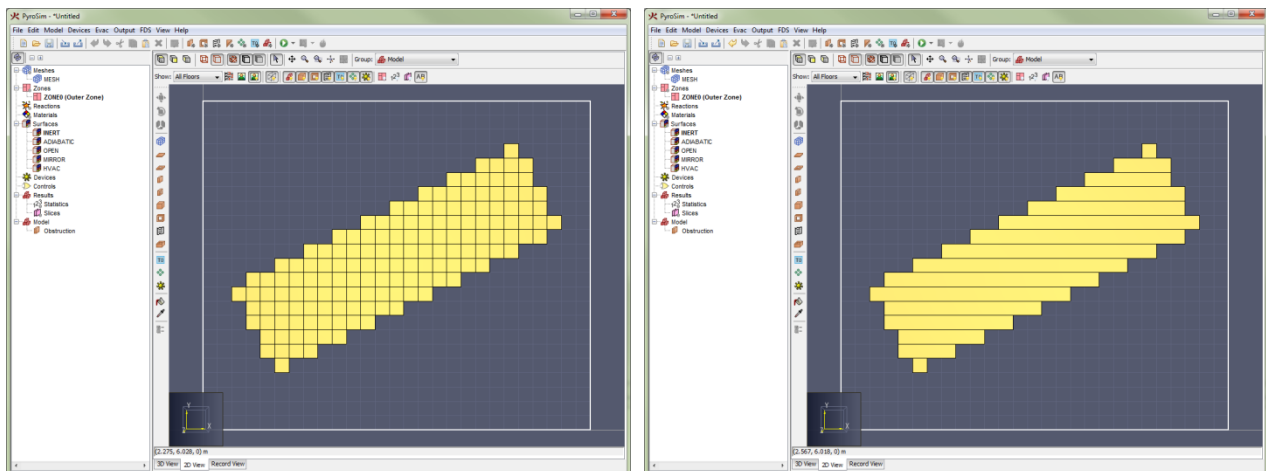 PyroSim - *Untitled
File Edit Model Devices Evac Output FDS View Help
Group: Model
Show: All Floors
Meshes
MESH
Zones
ZONE0 (Outer Zone)
Reactions
Materials
Surfaces
INERT
ADIABATIC
OPEN
MIRROR
HVAC
Devices
Controls
Results
Statistics
Slices
Model
Obstruction
Y
X
Z
(2.275, 6.028, 0) m
3D View 2D View Record View
PyroSim - *Untitled
File Edit Model Devices Evac Output FDS View Help
Group: Model
Show: All Floors
Meshes
MESH
Zones
ZONE0 (Outer Zone)
Reactions
Materials
Surfaces
INERT
ADIABATIC
OPEN
MIRROR
HVAC
Devices
Controls
Results
Statistics
Slices
Model
Obstruction
Y
X
Z
(2.567, 6.018, 0) m
3D View 2D View Record View